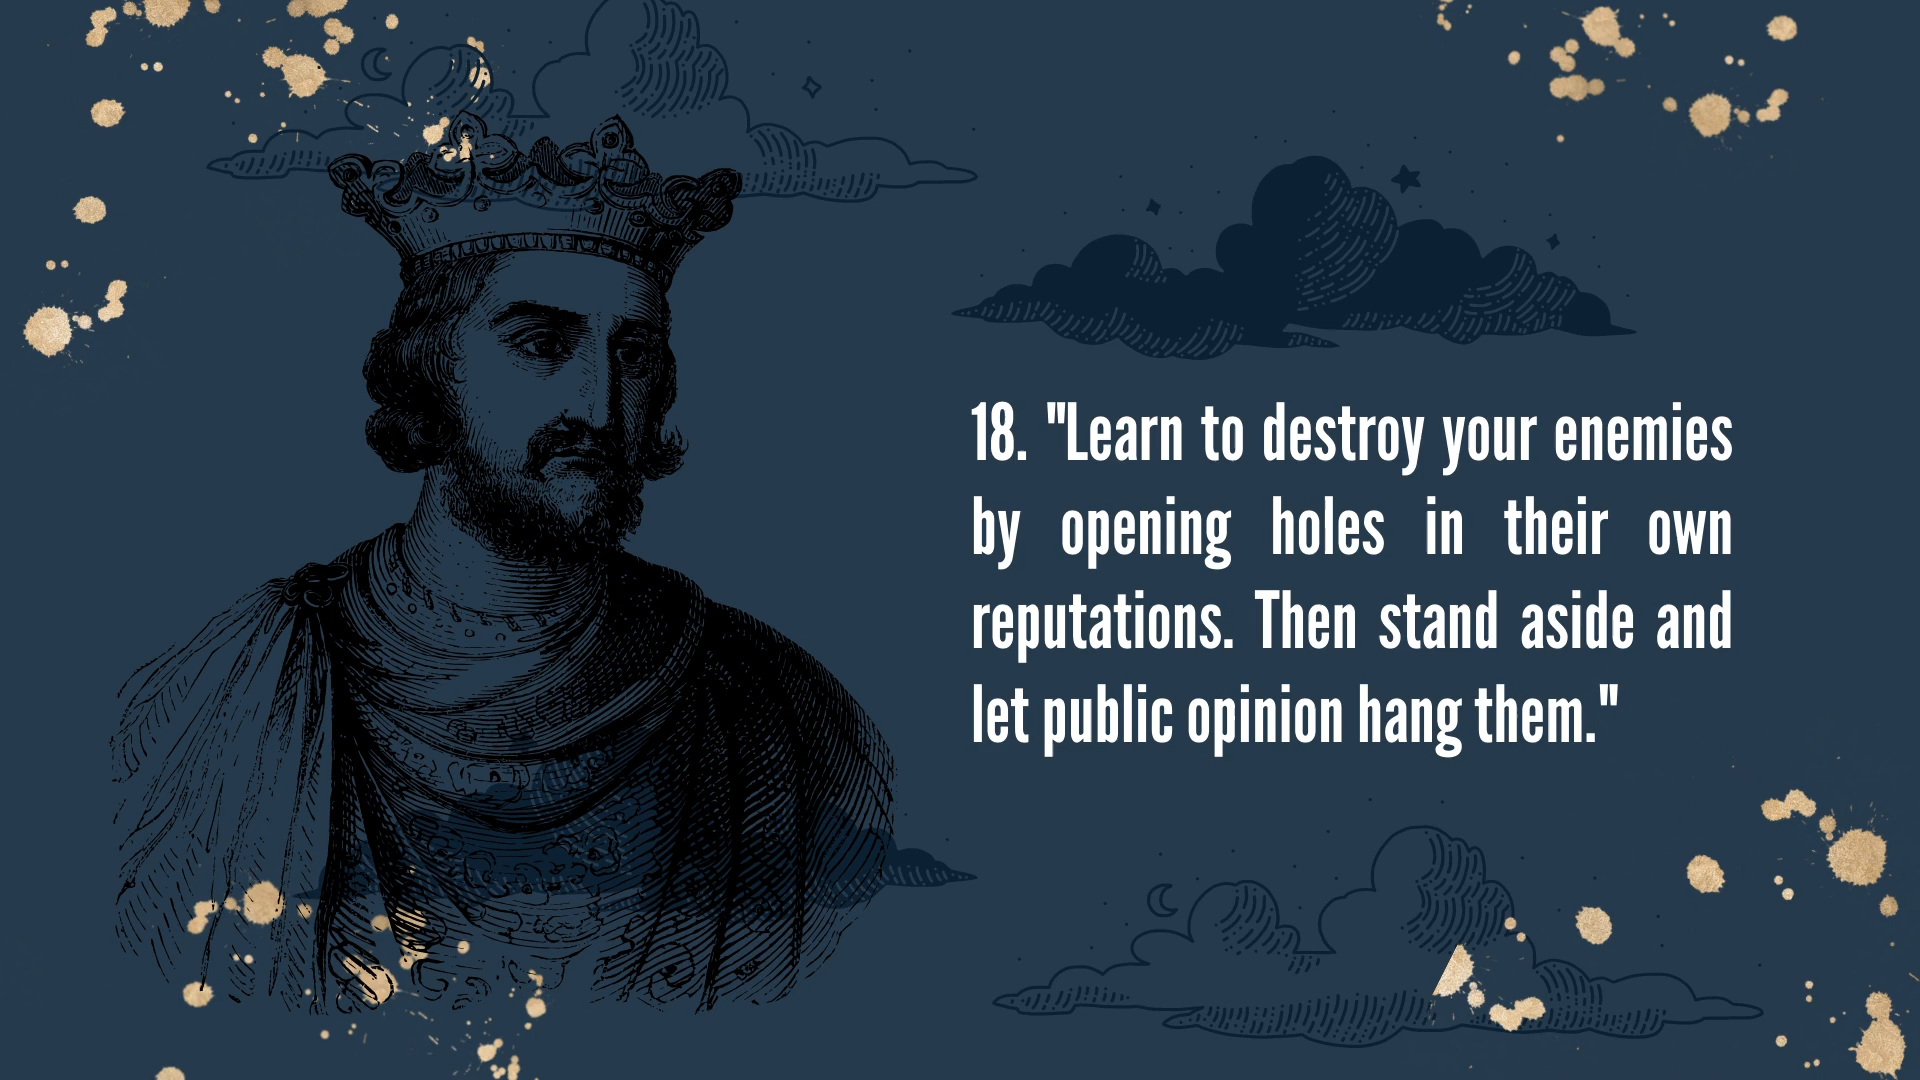 18. "Learn to destroy your enemies
by opening holes in their own
reputations. Then stand aside and
let public opinion hang them."